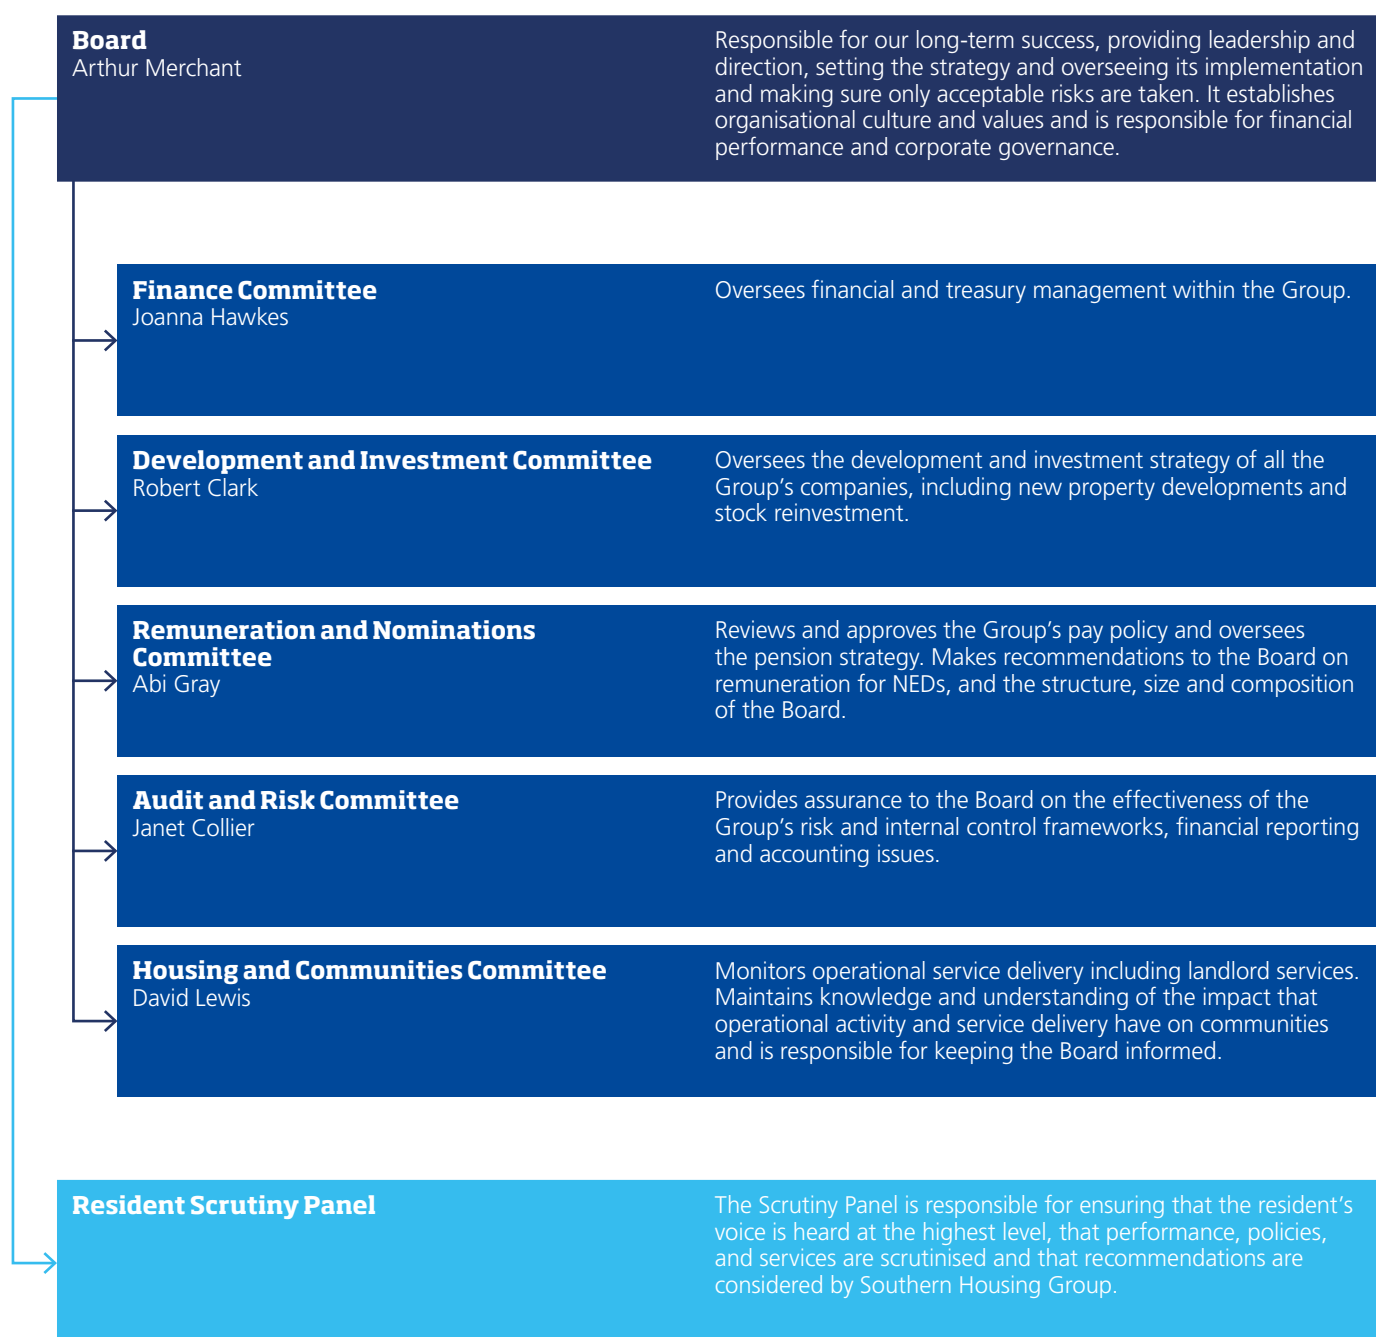 Board
Arthur Merchant
Responsible for our long-term success, providing leadership and
direction, setting the strategy and overseeing its implementation
and making sure only acceptable risks are taken. It establishes
organisational culture and values and is responsible for financial
performance and corporate governance.
Finance Committee
Joanna Hawkes
Oversees financial and treasury management within the Group.
Development and Investment Committee
Robert Clark
Oversees the development and investment strategy of all the
Group’s companies, including new property developments and
stock reinvestment.
Remuneration and Nominations
Committee
Abi Gray
Reviews and approves the Group’s pay policy and oversees
the pension strategy. Makes recommendations to the Board on
remuneration for NEDs, and the structure, size and composition
of the Board.
Audit and Risk Committee
Janet Collier
Provides assurance to the Board on the effectiveness of the
Group’s risk and internal control frameworks, financial reporting
and accounting issues.
Housing and Communities Committee
David Lewis
Monitors operational service delivery including landlord services.
Maintains knowledge and understanding of the impact that
operational activity and service delivery have on communities
and is responsible for keeping the Board informed.
Resident Scrutiny Panel
The Scrutiny Panel is responsible for ensuring that the resident’s
voice is heard at the highest level, that performance, policies,
and services are scrutinised and that recommendations are
considered by Southern Housing Group.